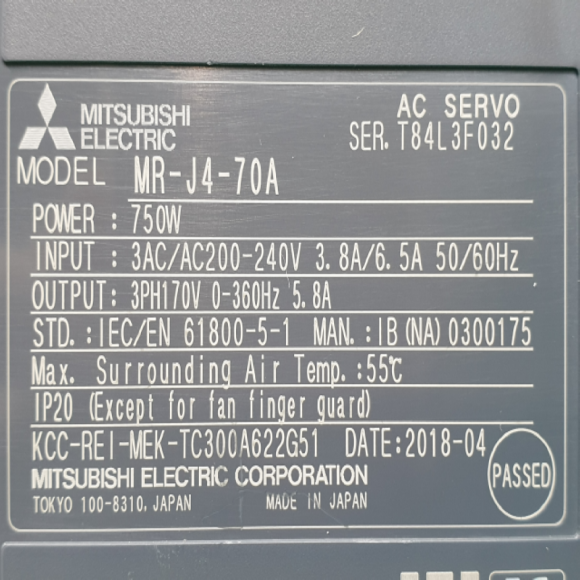 MITSUBISHI
ELECTRIC
AC SERVO
SER. T84L3F032
MODEL MR-J4-70A
POWER : 750W
INPUT : 3AC/AC200-240V 3.8A/6.5A 50/60Hz
OUTPUT: 3PH170V 0-360Hz 5.8A
STD. : IEC/EN 61800-5-1 MAN. : IB(NA)0300175
Max. Surrounding Air Temp. :55℃
IP20 (Except for fan finger guard)
KCC-REI-MEK-TC300A622G51 DATE:2018-04
PASSED
MITSUBISHI ELECTRIC CORPORATION
TOKYO 100-8310, JAPAN MADE IN JAPAN